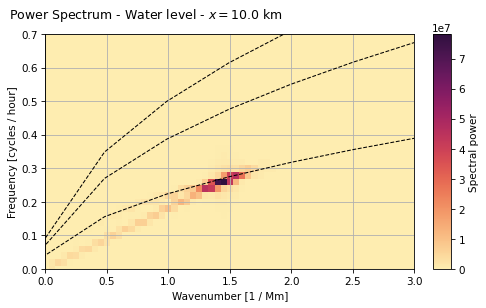 Power Spectrum - Water level - x = 10.0 km
1e7
0.7
0.6
0.5
0.4
0.3
0.2
0.1
0.0
Frequency [cycles / hour]
0.0 0.5 1.0 1.5 2.0 2.5 3.0
Wavenumber [1 / Mm]
7
6
5
4
3
2
1
0
Spectral power